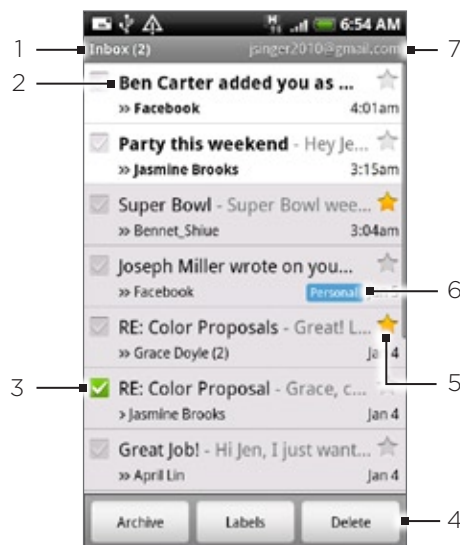 6:54 AM
1
Inbox (2) jsinger2010@gmail.com
7
2
Ben Carter added you as ...
» Facebook 4:01am
Party this weekend - Hey Je...
» Jasmine Brooks 3:15am
Super Bowl - Super Bowl wee...
» Bennet_Shiue 3:04am
Joseph Miller wrote on you...
» Facebook Personal
6
RE: Color Proposals - Great! L...
» Grace Doyle (2) Jan 4
5
3
RE: Color Proposal - Grace, c...
› Jasmine Brooks Jan 4
Great Job! - Hi Jen, I just want...
» April Lin Jan 4
Archive Labels Delete
4